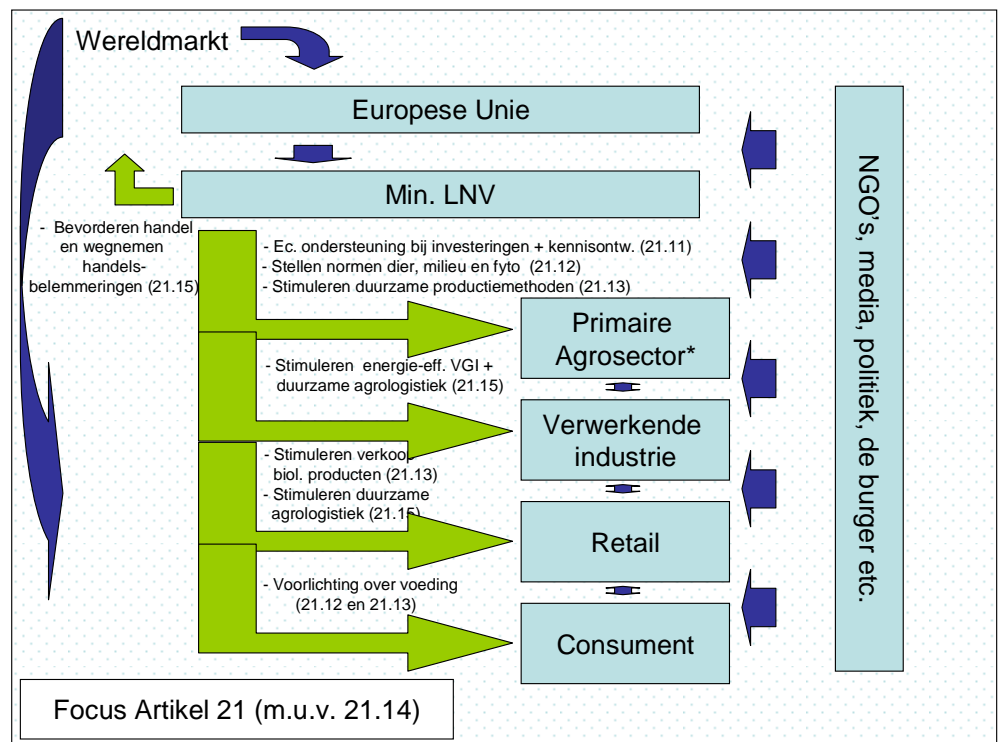 Wereldmarkt
Europese Unie
Min. LNV
- Bevorderen handel
en wegnemen
handels-
belemmeringen (21.15)
- Ec. ondersteuning bij investeringen + kennisontw. (21.11)
- Stellen normen dier, milieu en fyto (21.12)
- Stimuleren duurzame productiemethoden (21.13)
Primaire
Agrosector*
- Stimuleren energie-eff. VGI +
duurzame agrologistiek (21.15)
Verwerkende
industrie
- Stimuleren verkoop
biol. producten (21.13)
- Stimuleren duurzame
agrologistiek (21.15)
Retail
- Voorlichting over voeding
(21.12 en 21.13)
Consument
NGO's, media, politiek, de burger etc.
Focus Artikel 21 (m.u.v. 21.14)